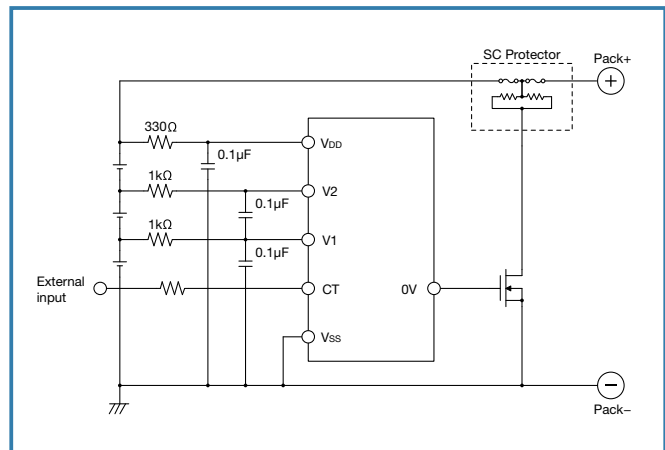 SC Protector
Pack+
+
330Ω
VDD
0.1µF
1kΩ
V2
0.1µF
1kΩ
V1
0.1µF
External
input
CT
0V
VSS
−
Pack−